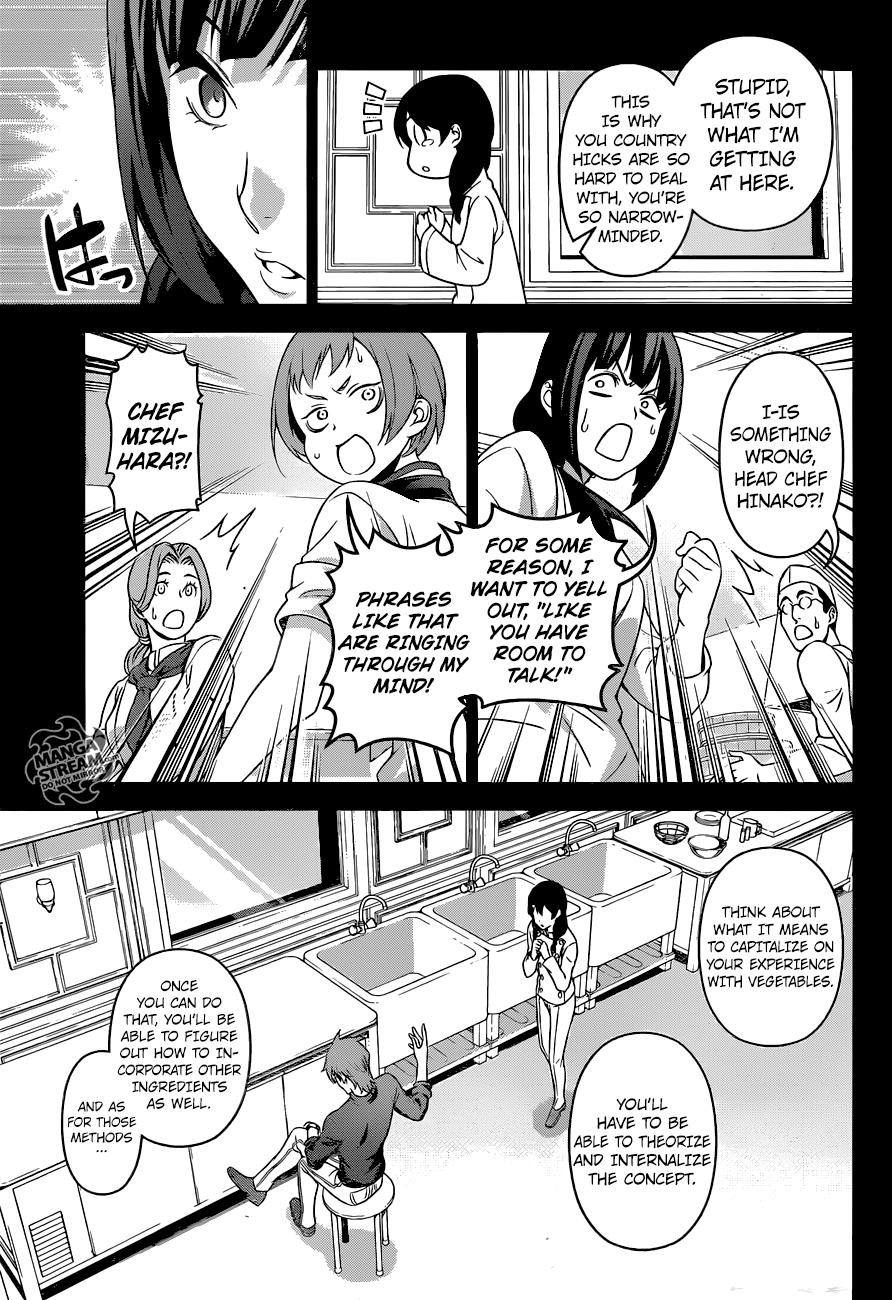 STUPID,
THAT'S NOT
WHAT I'M
GETTING
AT HERE.
THIS
IS WHY
YOU COUNTRY
HICKS ARE SO
HARD TO DEAL
WITH, YOU'RE
SO NARROW-
MINDED.
はっ
I-IS
SOMETHING
WRONG,
HEAD CHEF
HINAKO?!
FOR SOME
REASON, I
WANT TO YELL
OUT, "LIKE
YOU HAVE
ROOM TO
TALK!"
CHEF
MIZU-
HARA?!
PHRASES
LIKE THAT
ARE RINGING
THROUGH MY
MIND!
MANGA
STREAM
DO NOT MIRROR
THINK ABOUT
WHAT IT MEANS
TO CAPITALIZE ON
YOUR EXPERIENCE
WITH VEGETABLES.
YOU'LL
HAVE TO BE
ABLE TO THEORIZE
AND INTERNALIZE
THE CONCEPT.
ONCE
YOU CAN DO
THAT, YOU'LL BE
ABLE TO FIGURE
OUT HOW TO IN-
CORPORATE OTHER
INGREDIENTS
AS WELL.
AND AS
FOR THOSE
METHODS
...